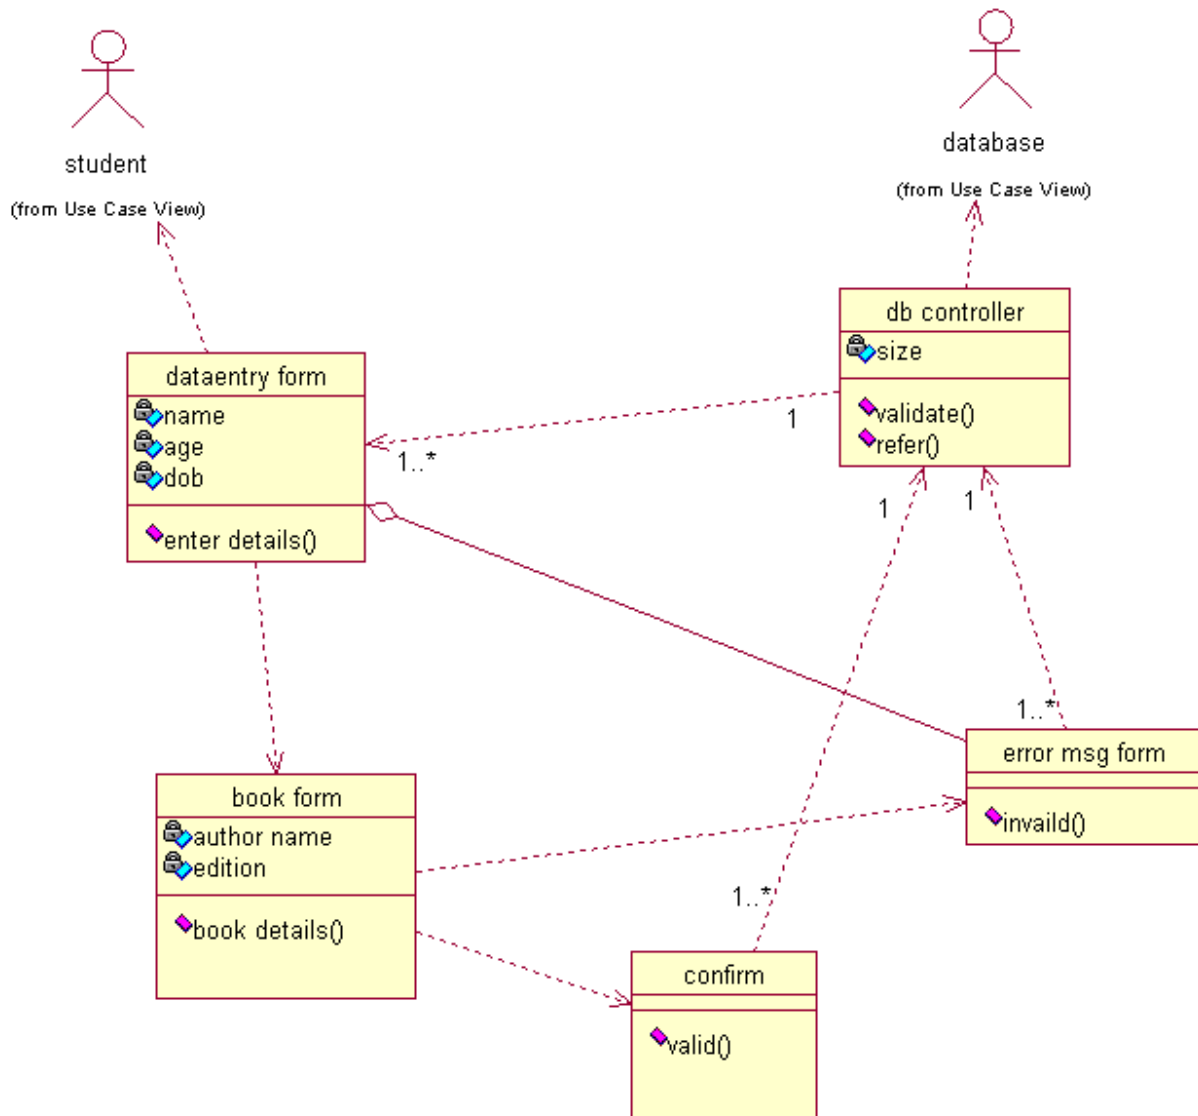 student
(from Use Case View)
database
(from Use Case View)
db controller
size
validate()
refer()
dataentry form
name
age
dob
enter details()
1
1..*
1
1
1..*
error msg form
invaild()
book form
author name
edition
book details()
1..*
confirm
valid()